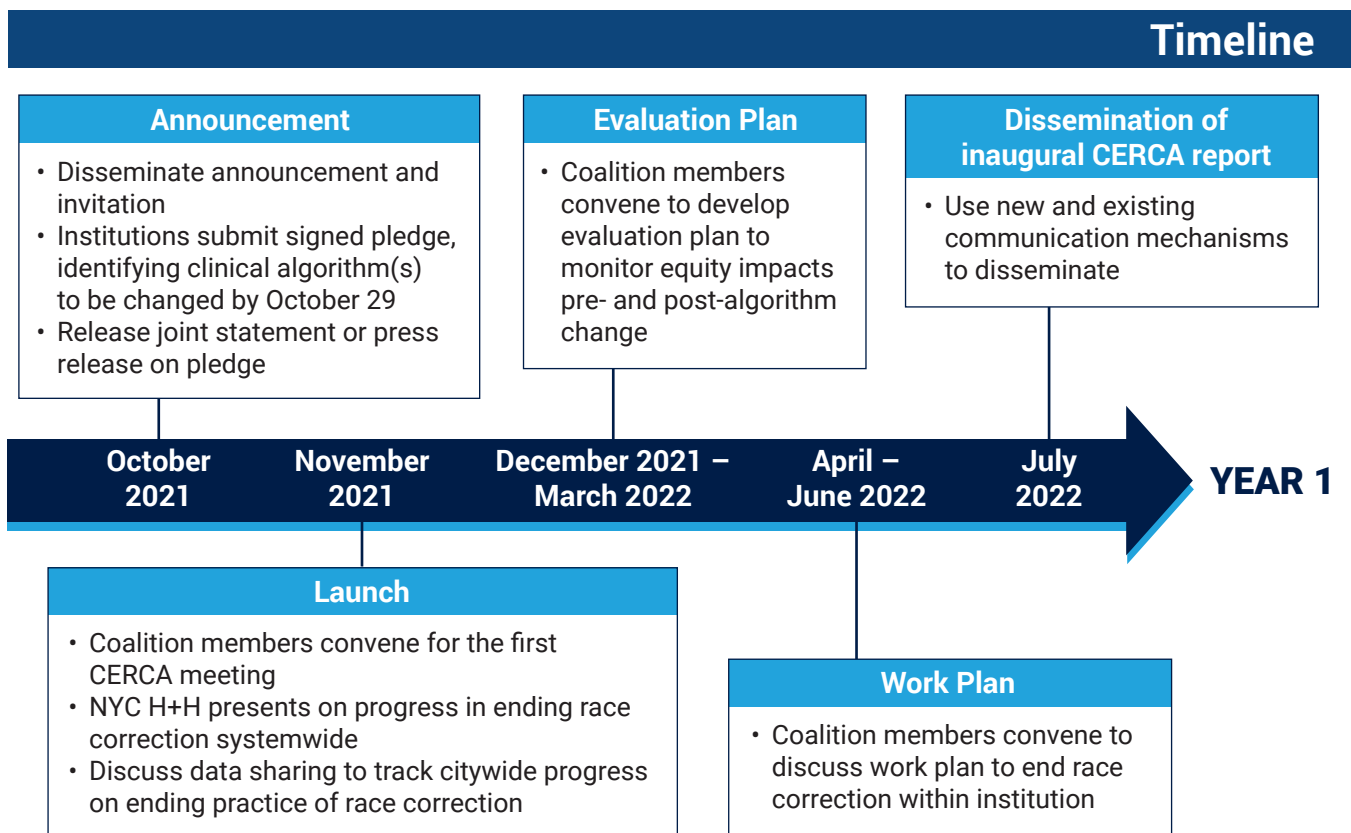 Timeline
Announcement
• Disseminate announcement and
invitation
• Institutions submit signed pledge,
identifying clinical algorithm(s)
to be changed by October 29
• Release joint statement or press
release on pledge
Evaluation Plan
• Coalition members
convene to develop
evaluation plan to
monitor equity impacts
pre- and post-algorithm
change
Dissemination of
inaugural CERCA report
• Use new and existing
communication mechanisms
to disseminate
October
2021
November
2021
December 2021 –
March 2022
April –
June 2022
July
2022
YEAR 1
Launch
• Coalition members convene for the first
CERCA meeting
• NYC H+H presents on progress in ending race
correction systemwide
• Discuss data sharing to track citywide progress
on ending practice of race correction
Work Plan
• Coalition members convene to
discuss work plan to end race
correction within institution